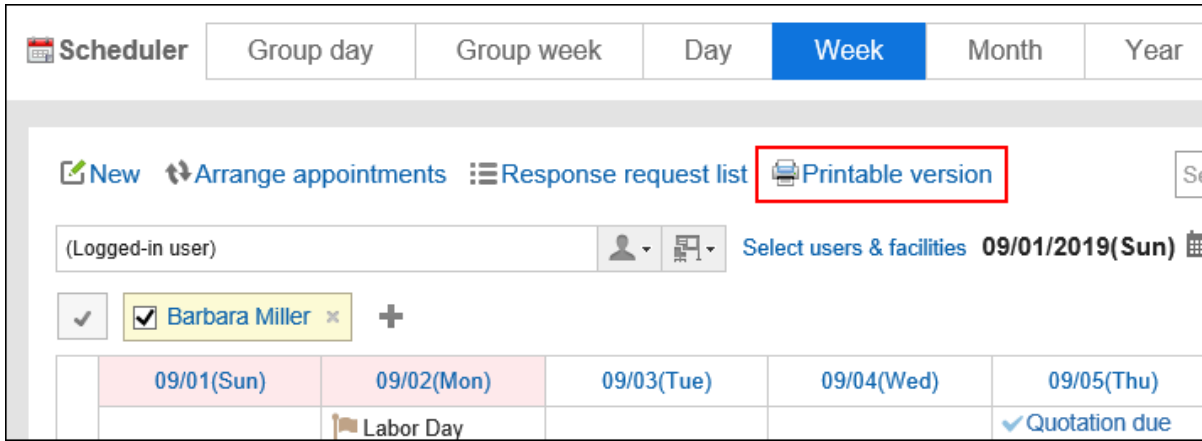 Scheduler Group day Group week Day Week Month Year
New Arrange appointments Response request list Printable version Se
(Logged-in user) Select users & facilities 09/01/2019(Sun)
Barbara Miller
09/01(Sun) 09/02(Mon) 09/03(Tue) 09/04(Wed) 09/05(Thu)
Labor Day Quotation due